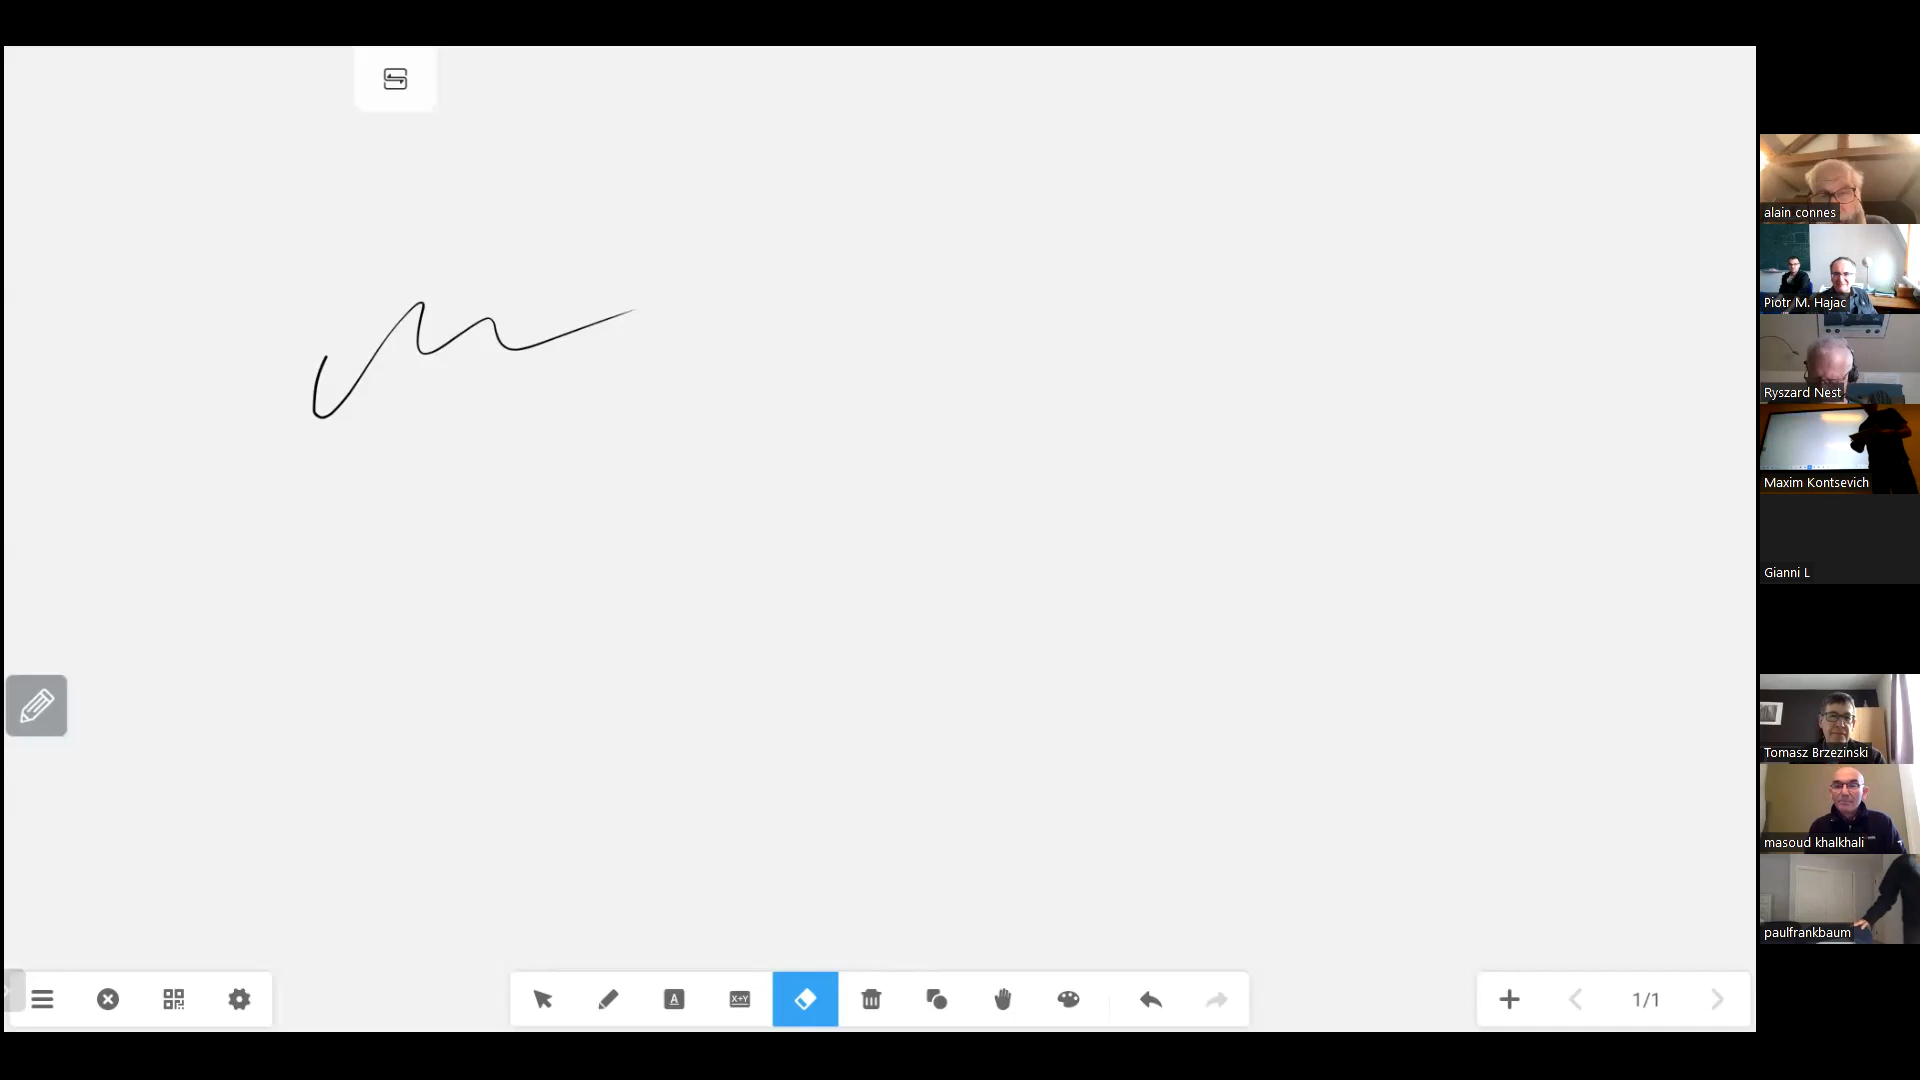 alain connes
Piotr M. Hajac
Ryszard Nest
Maxim Kontsevich
Gianni L
Tomasz Brzezinski
masoud khalkhali
paulfrankbaum
A
X+Y
1/1